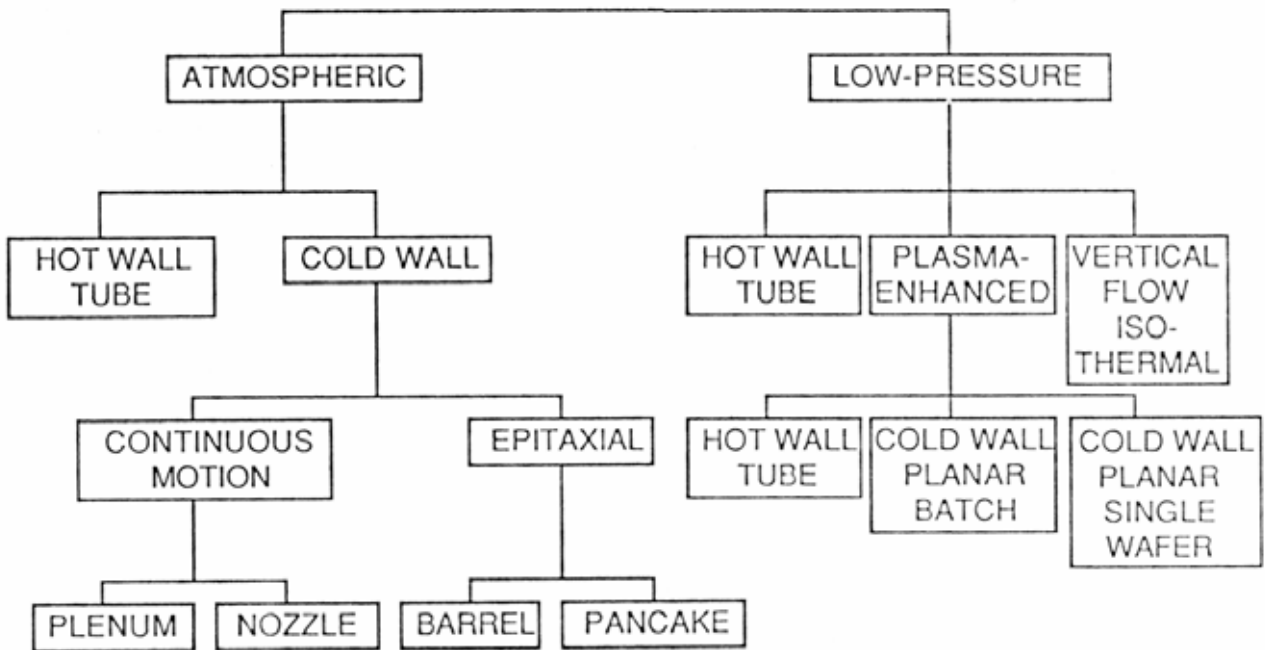 ATMOSPHERIC
LOW-PRESSURE
HOT WALL
TUBE
COLD WALL
HOT WALL
TUBE
PLASMA-
ENHANCED
VERTICAL
FLOW
ISO-
THERMAL
CONTINUOUS
MOTION
EPITAXIAL
HOT WALL
TUBE
COLD WALL
PLANAR
BATCH
COLD WALL
PLANAR
SINGLE
WAFER
PLENUM
NOZZLE
BARREL
PANCAKE